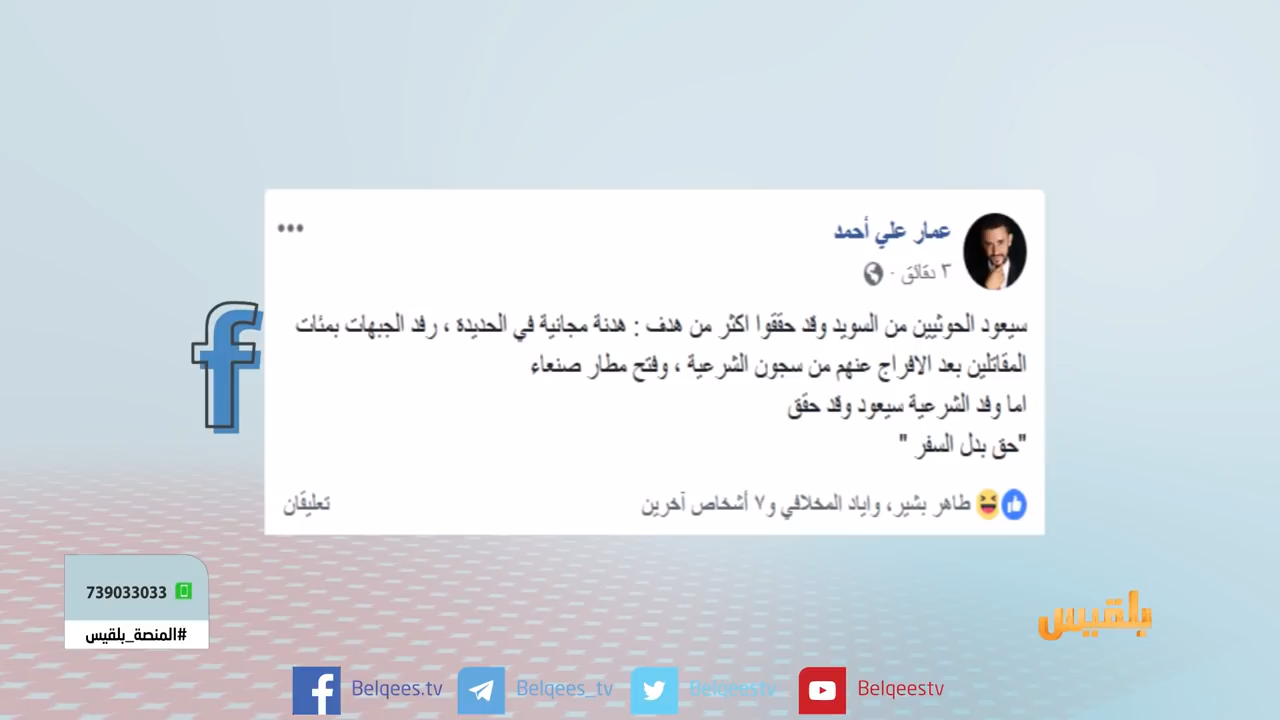 عمار علي أحمد
٣ دقائق ·
سيعود الحوثيين من السويد وقد حققوا اكثر من هدف : هدنة مجانية في الحديدة ، رفد الجبهات بمئات
المقاتلين بعد الافراج عنهم من سجون الشرعية ، وفتح مطار صنعاء
اما وفد الشرعية سيعود وقد حقق
"حق بدل السفر "
طاهر بشير، واياد المخلافي و٧ أشخاص آخرين
تعليقان
739033033
#المنصة_بلقيس
بلقيس
Belqees.tv
Belqees_tv
Belqeestv
Belqeestv